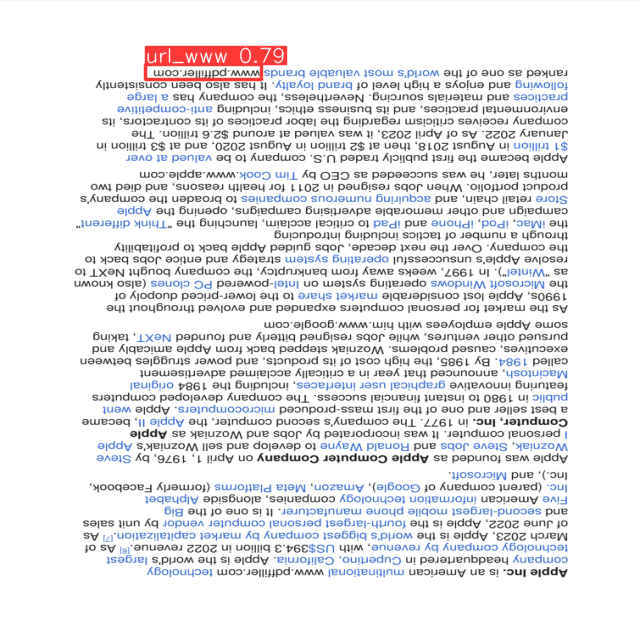 url_www 0.79
Apple Inc. is an American multinational www.pdffiller.com technology
company headquartered in Cupertino, California. Apple is the world's largest
technology company by revenue, with US$394.3 billion in 2022 revenue.[6] As of
March 2023, Apple is the world's biggest company by market capitalization.[7] As
of June 2022, Apple is the fourth-largest personal computer vendor by unit sales
and second-largest mobile phone manufacturer. It is one of the Big
Five American information technology companies, alongside Alphabet
Inc. (parent company of Google), Amazon, Meta Platforms (formerly Facebook,
Inc.), and Microsoft.
Apple was founded as Apple Computer Company on April 1, 1976, by Steve
Wozniak, Steve Jobs and Ronald Wayne to develop and sell Wozniak's Apple
I personal computer. It was incorporated by Jobs and Wozniak as Apple
Computer, Inc. in 1977. The company's second computer, the Apple II, became
a best seller and one of the first mass-produced microcomputers. Apple went
public in 1980 to instant financial success. The company developed computers
featuring innovative graphical user interfaces, including the 1984 original
Macintosh, announced that year in a critically acclaimed advertisement
called 1984. By 1985, the high cost of its products, and power struggles between
executives, caused problems. Wozniak stepped back from Apple amicably and
pursued other ventures, while Jobs resigned bitterly and founded NeXT, taking
some Apple employees with him.www.google.com
As the market for personal computers expanded and evolved throughout the
1990s, Apple lost considerable market share to the lower-priced duopoly of
the Microsoft Windows operating system on Intel-powered PC clones (also known
as "Wintel"). In 1997, weeks away from bankruptcy, the company bought NeXT to
resolve Apple's unsuccessful operating system strategy and entice Jobs back to
the company. Over the next decade, Jobs guided Apple back to profitability
through a number of tactics including introducing
the iMac, iPod, iPhone and iPad to critical acclaim, launching the "Think different"
campaign and other memorable advertising campaigns, opening the Apple
Store retail chain, and acquiring numerous companies to broaden the company's
product portfolio. When Jobs resigned in 2011 for health reasons, and died two
months later, he was succeeded as CEO by Tim Cook.www.apple.com
Apple became the first publicly traded U.S. company to be valued at over
$1 trillion in August 2018, then at $2 trillion in August 2020, and at $3 trillion in
January 2022. As of April 2023, it was valued at around $2.6 trillion. The
company receives criticism regarding the labor practices of its contractors, its
environmental practices, and its business ethics, including anti-competitive
practices and materials sourcing. Nevertheless, the company has a large
following and enjoys a high level of brand loyalty. It has also been consistently
ranked as one of the world's most valuable brands www.pdffiller.com